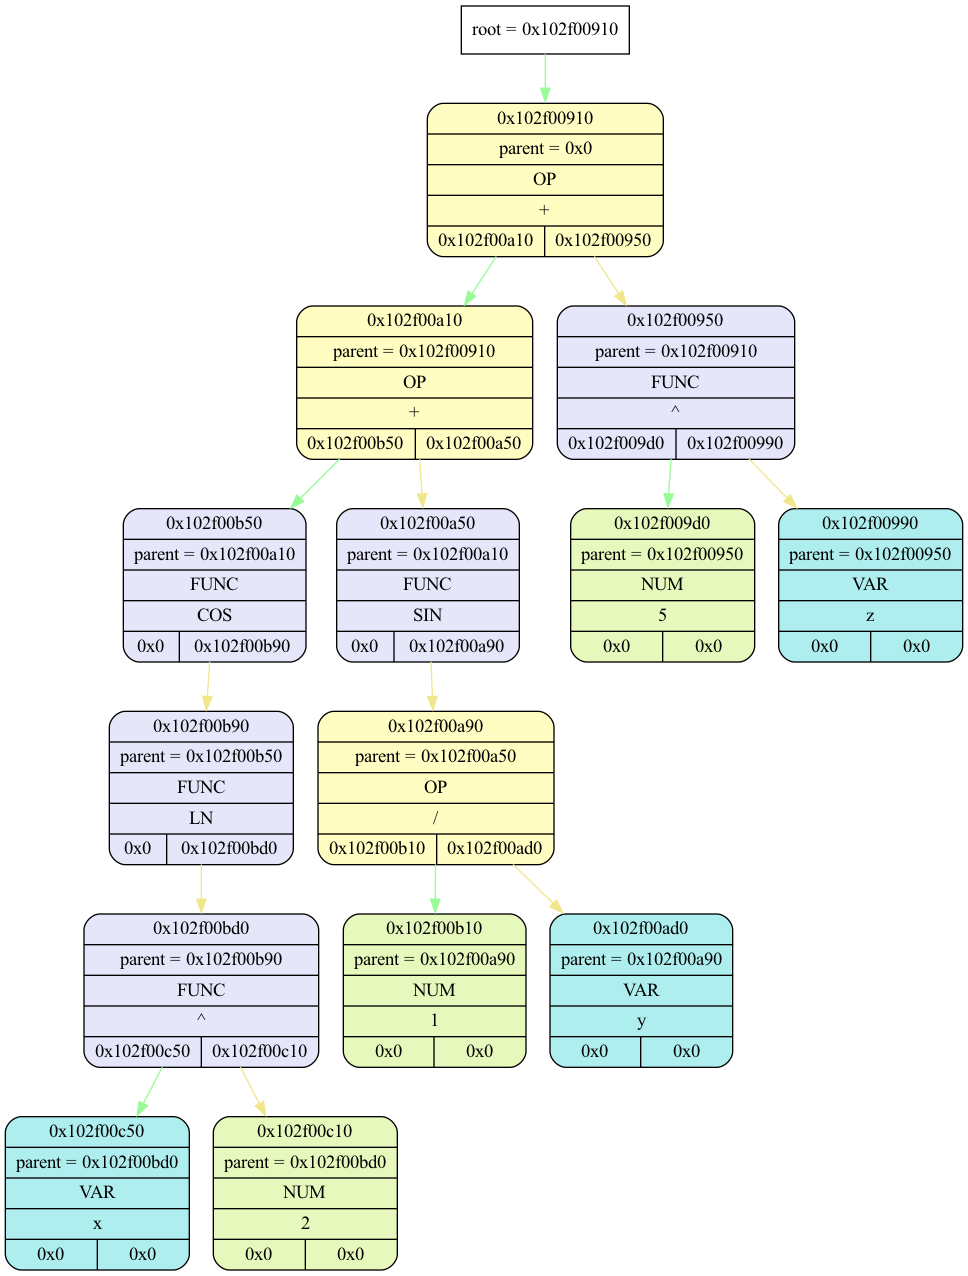 root = 0x102f00910
0x102f00910
parent = 0x0
OP
+
0x102f00a10 0x102f00950
0x102f00a10
parent = 0x102f00910
OP
+
0x102f00b50 0x102f00a50
0x102f00950
parent = 0x102f00910
FUNC
^
0x102f009d0 0x102f00990
0x102f00b50
parent = 0x102f00a10
FUNC
COS
0x0 0x102f00b90
0x102f00a50
parent = 0x102f00a10
FUNC
SIN
0x0 0x102f00a90
0x102f009d0
parent = 0x102f00950
NUM
5
0x0 0x0
0x102f00990
parent = 0x102f00950
VAR
z
0x0 0x0
0x102f00b90
parent = 0x102f00b50
FUNC
LN
0x0 0x102f00bd0
0x102f00a90
parent = 0x102f00a50
OP
/
0x102f00b10 0x102f00ad0
0x102f00bd0
parent = 0x102f00b90
FUNC
^
0x102f00c50 0x102f00c10
0x102f00b10
parent = 0x102f00a90
NUM
1
0x0 0x0
0x102f00ad0
parent = 0x102f00a90
VAR
y
0x0 0x0
0x102f00c50
parent = 0x102f00bd0
VAR
x
0x0 0x0
0x102f00c10
parent = 0x102f00bd0
NUM
2
0x0 0x0